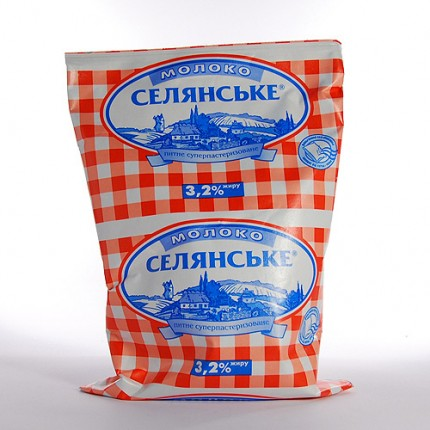 МОЛОКО
СЕЛЯНСЬКЕ®
питне суперпастеризоване
3,2% жиру
МОЛОКО
СЕЛЯНСЬКЕ®
питне суперпастеризоване
3,2% жиру